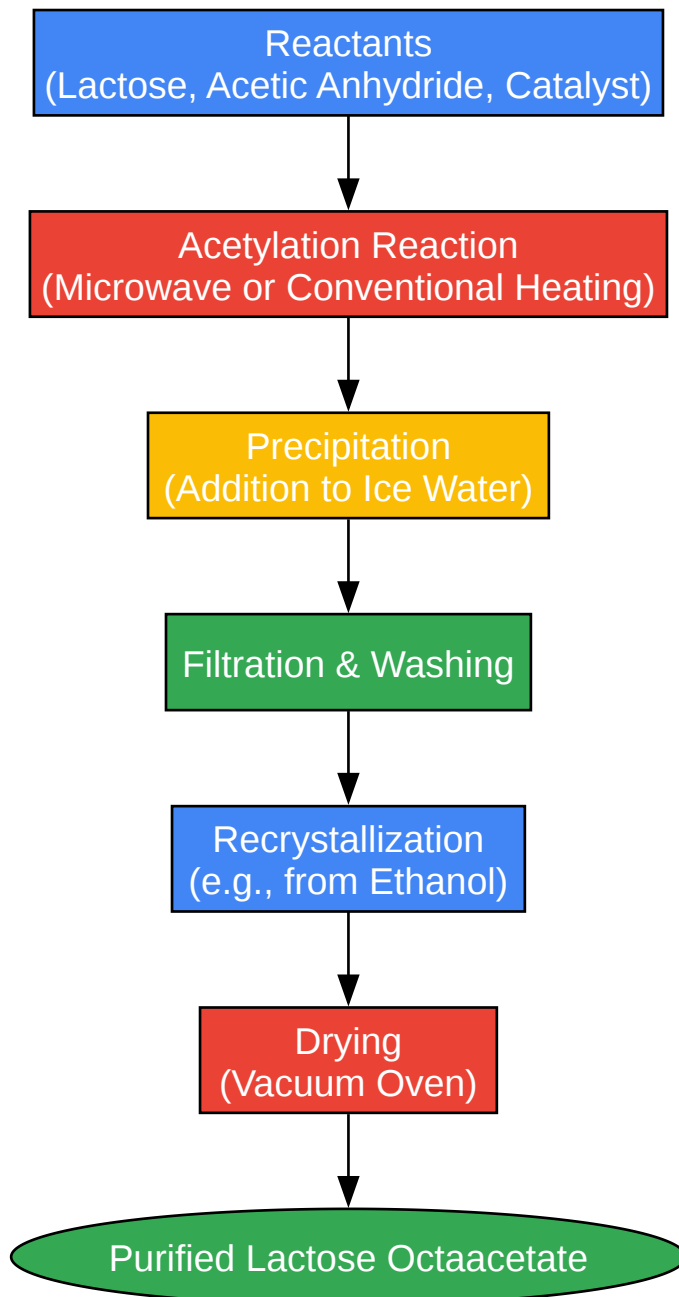 Reactants
(Lactose, Acetic Anhydride, Catalyst)
Acetylation Reaction
(Microwave or Conventional Heating)
Precipitation
(Addition to Ice Water)
Filtration & Washing
Recrystallization
(e.g., from Ethanol)
Drying
(Vacuum Oven)
Purified Lactose Octaacetate